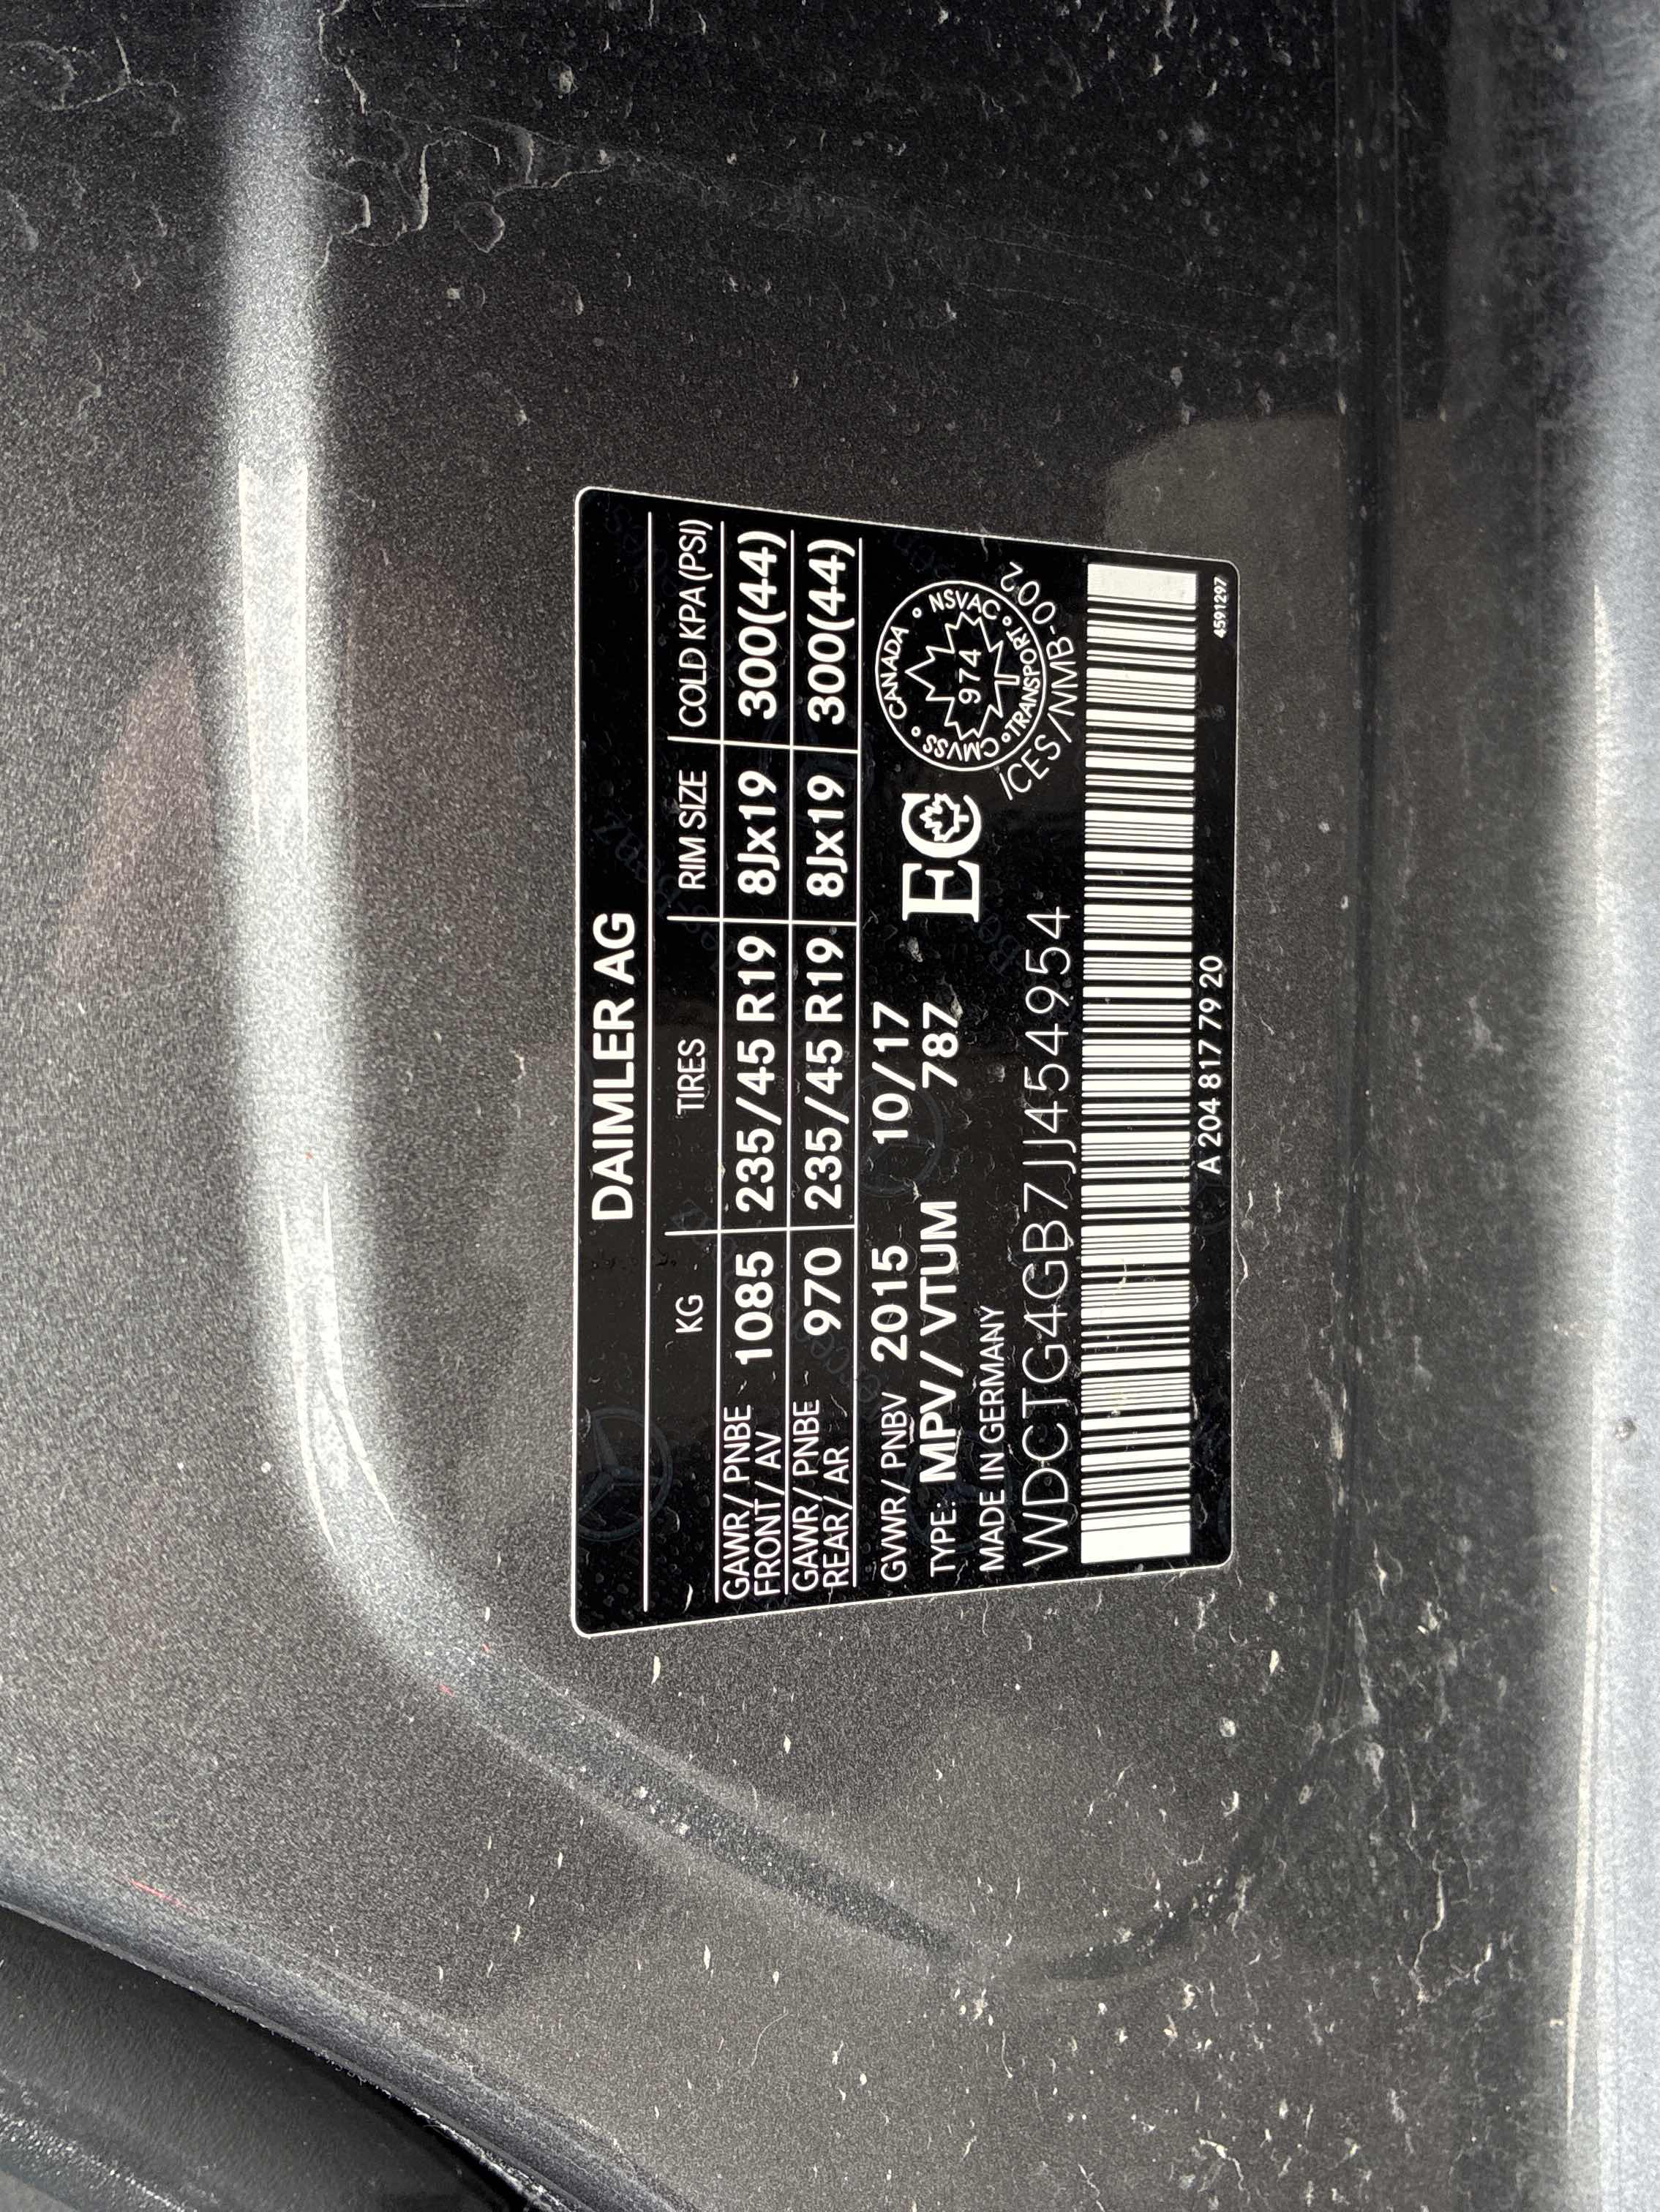 DAIMLER AG
KG TIRES RIM SIZE COLD KPA (PSI)
GAWR/ PNBE FRONT/ AV 1085 235/45 R19 8Jx19 300(44)
GAWR/ PNBE REAR/ AR 970 235/45 R19 8Jx19 300(44)
GVWR/ PNBV 2015 10/17
TYPE: MPV/VTUM 787
MADE IN GERMANY
EC
CANADA
NSVAC
TRANSPORT
CMVSS
974
ICES/NMB-002
WDCTG4GB7JJ454954
A 204 817 79 20
4591297